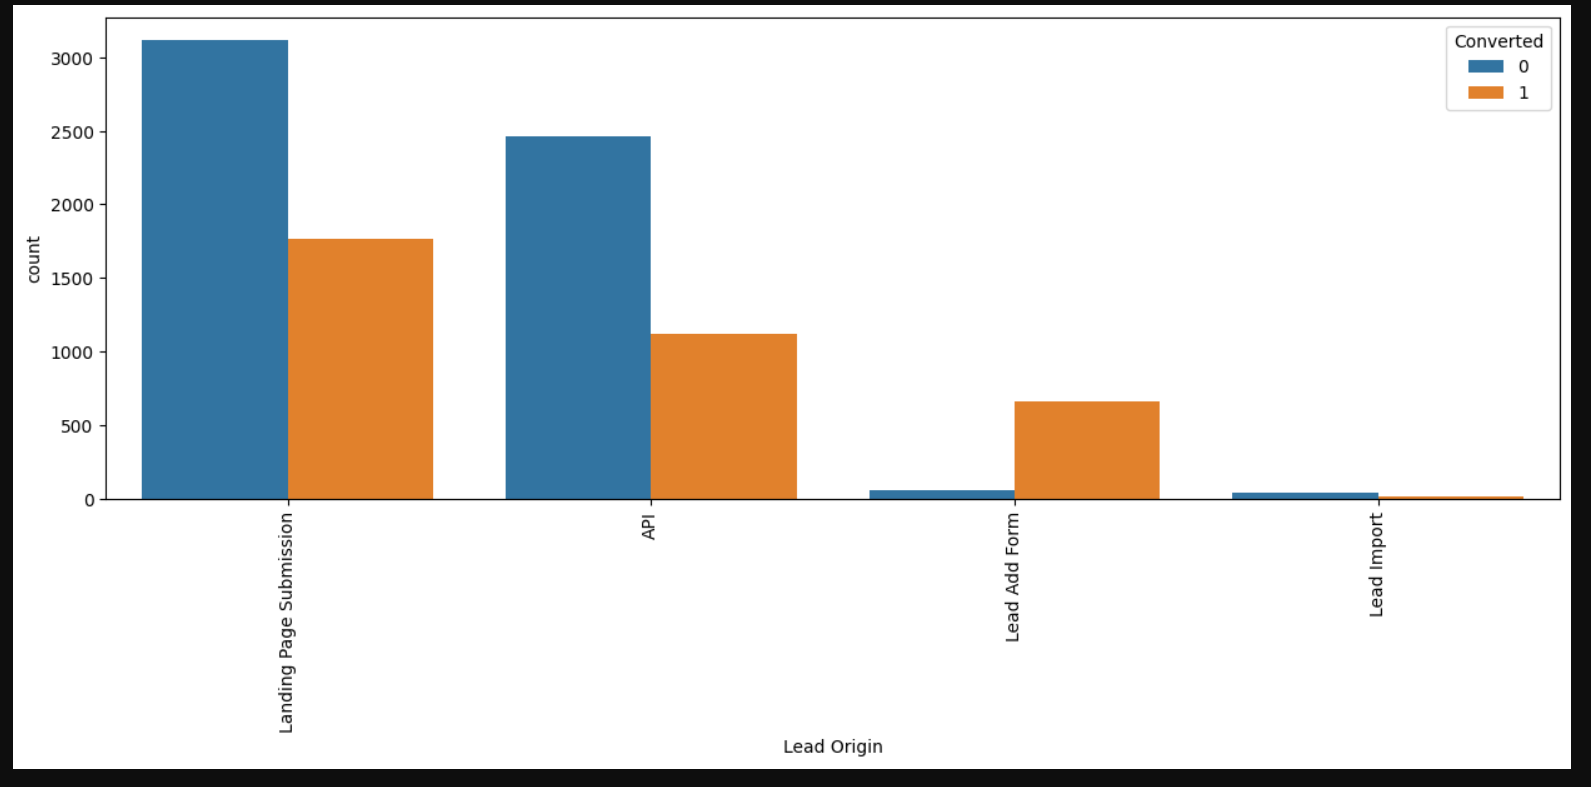 3000
2500
2000
1500
1000
500
0
count
Landing Page Submission
API
Lead Add Form
Lead Import
Lead Origin
Converted
0
1